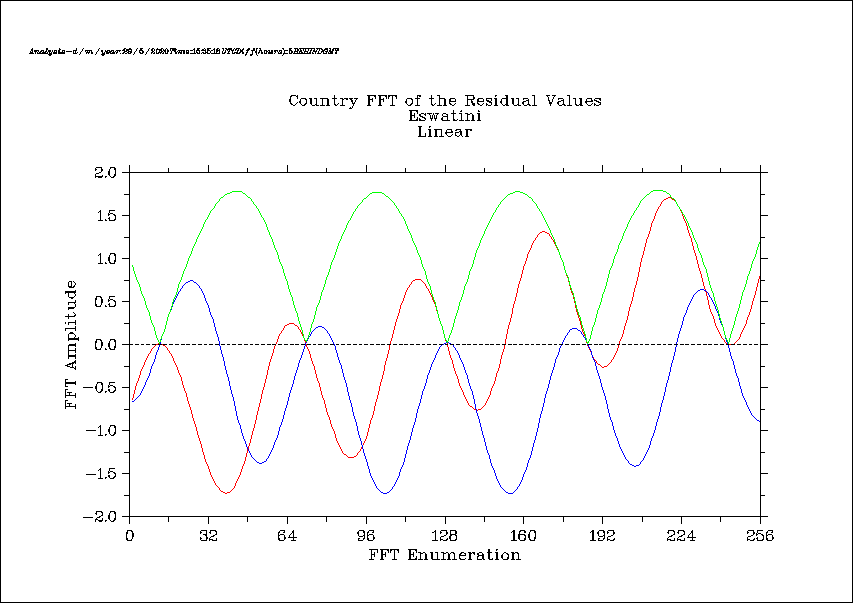 Country FFT of the Residual Values
Eswatini
Linear
2.0
1.5
1.0
0.5
0.0
−0.5
−1.0
−1.5
−2.0
FFT Amplitude
0 32 64 96 128 160 192 224 256
FFT Enumeration